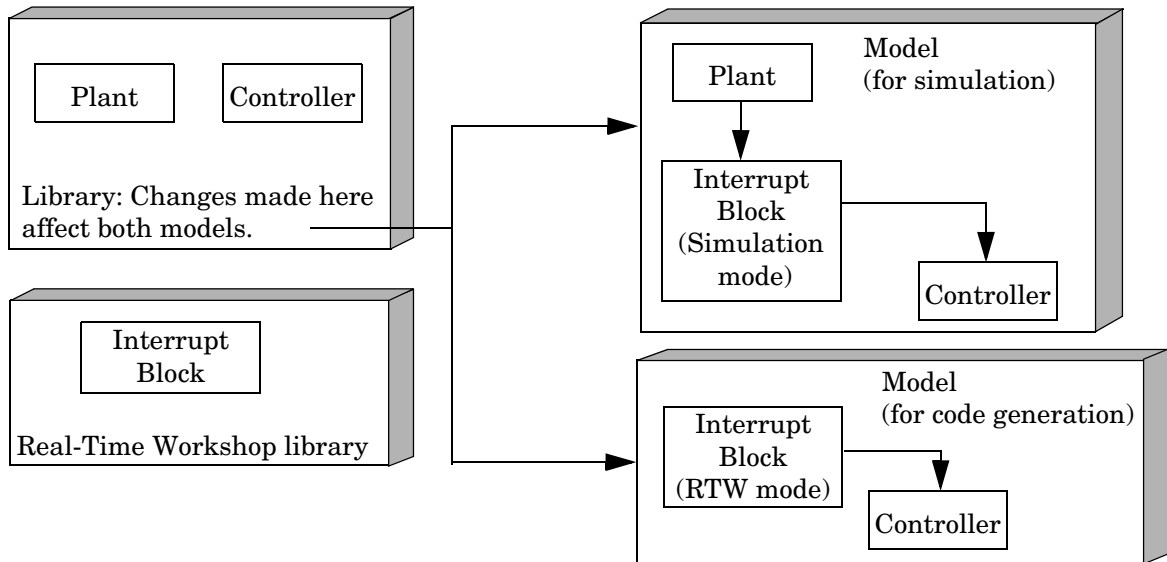 Plant
Controller
Library: Changes made here
affect both models.
Interrupt
Block
Real-Time Workshop library
Model
(for simulation)
Plant
Interrupt
Block
(Simulation
mode)
Controller
Model
(for code generation)
Interrupt
Block
(RTW mode)
Controller